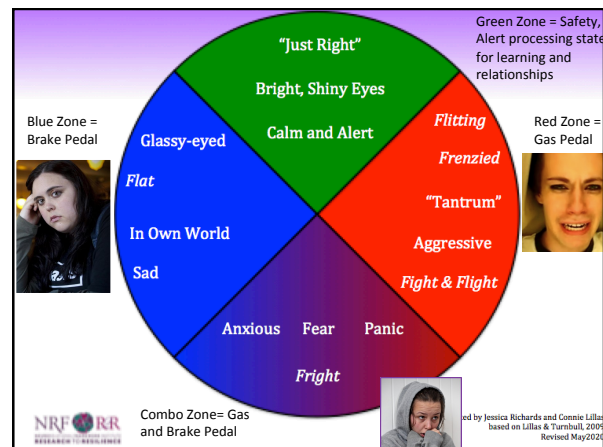 Green Zone = Safety,
Alert processing state
for learning and
relationships
"Just Right"
Bright, Shiny Eyes
Calm and Alert
Blue Zone =
Brake Pedal
Glassy-eyed
Flat
In Own World
Sad
Red Zone =
Gas Pedal
Flitting
Frenzied
"Tantrum"
Aggressive
Fight & Flight
Anxious Fear Panic
Fright
Combo Zone= Gas
and Brake Pedal
NRF RR
RESEARCH TO RESILIENCE
by Jessica Richards and Connie Lillas
based on Lillas & Turnbull, 2009
Revised May2020